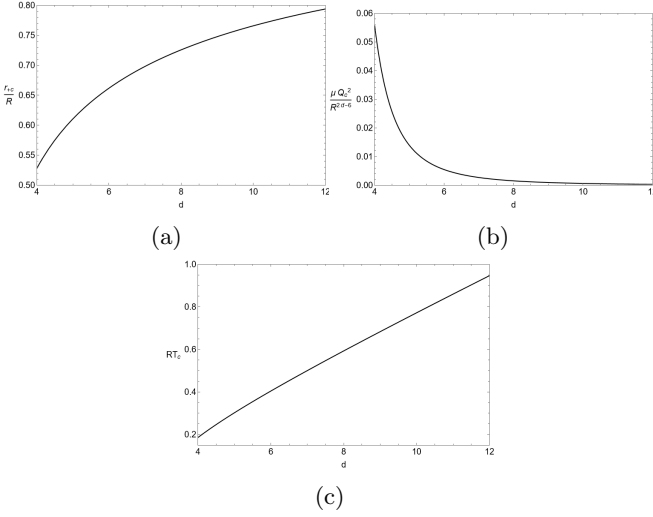 0.80
0.75
0.70
0.65
0.60
0.55
0.50
r₊c
R
4 6 8 10 12
d
(a)
0.06
0.05
0.04
0.03
0.02
0.01
0.00
μ Qc²
R²ᵈ⁻⁶
4 6 8 10 1
d
(b)
1.0
0.8
0.6
0.4
0.2
RTc
4 6 8 10 12
d
(c)